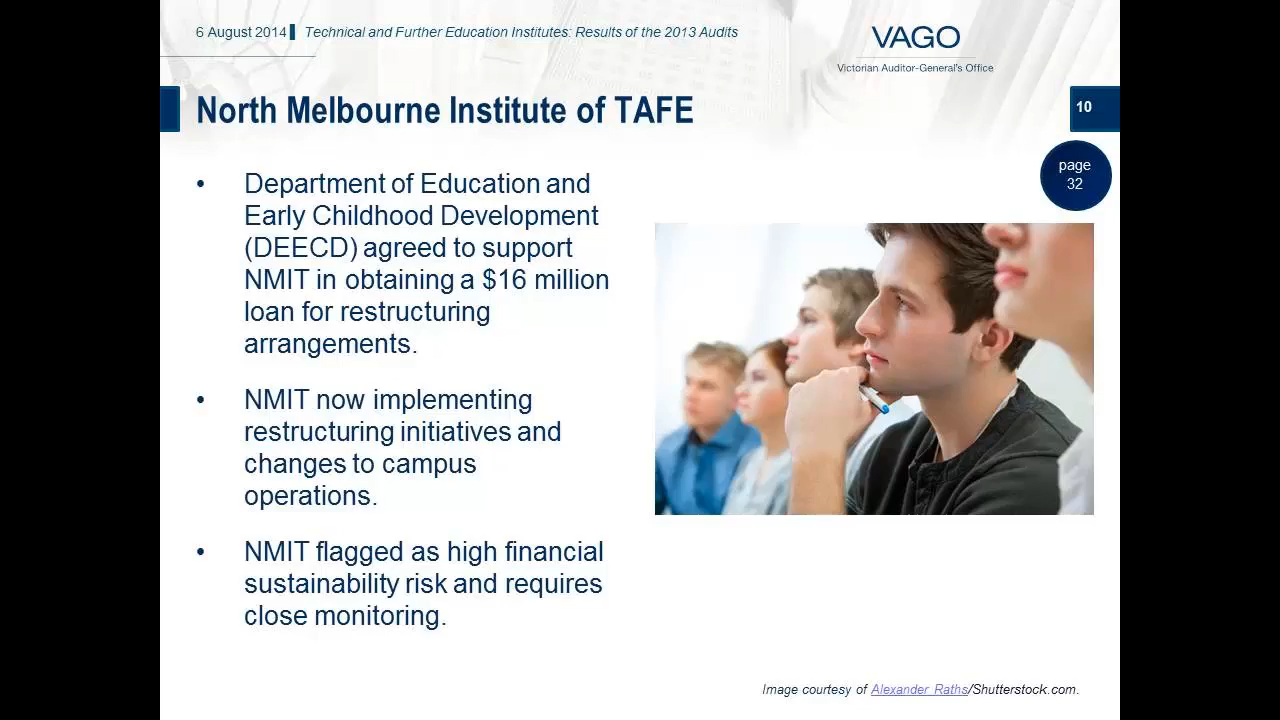 6 August 2014 Technical and Further Education Institutes: Results of the 2013 Audits
VAGO
Victorian Auditor-General's Office
North Melbourne Institute of TAFE
10
page
32
• Department of Education and
Early Childhood Development
(DEECD) agreed to support
NMIT in obtaining a $16 million
loan for restructuring
arrangements.
• NMIT now implementing
restructuring initiatives and
changes to campus
operations.
• NMIT flagged as high financial
sustainability risk and requires
close monitoring.
Image courtesy of Alexander Raths/Shutterstock.com.